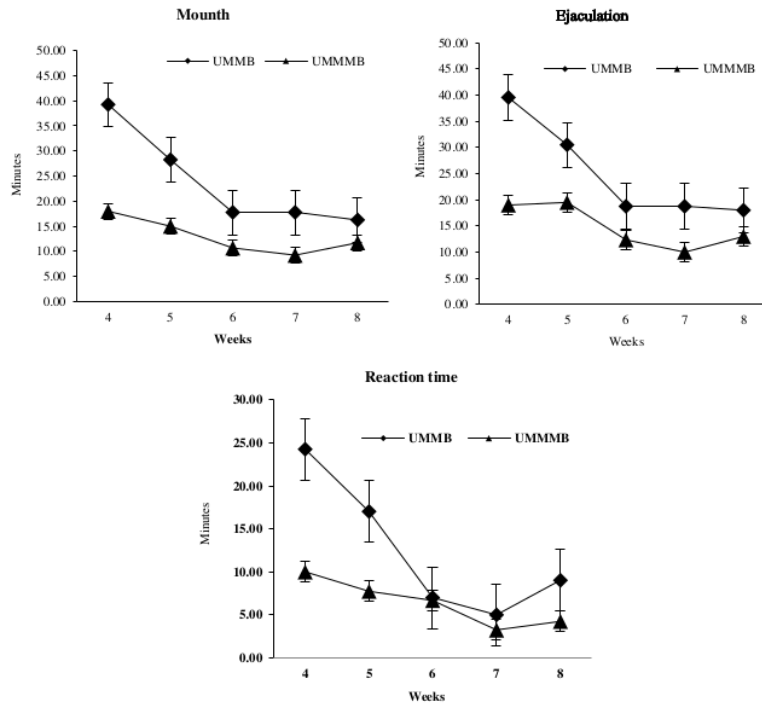 Mounth
UMMB UMMMB
50.00
45.00
40.00
35.00
30.00
25.00
20.00
15.00
10.00
5.00
0.00
Minutes
4 5 6 7 8
Weeks
Ejaculation
UMMB UMMMB
50.00
45.00
40.00
35.00
30.00
25.00
20.00
15.00
10.00
5.00
0.00
Minutes
4 5 6 7 8
Weeks
Reaction time
UMMB UMMMB
30.00
25.00
20.00
15.00
10.00
5.00
0.00
Minutes
4 5 6 7 8
Weeks